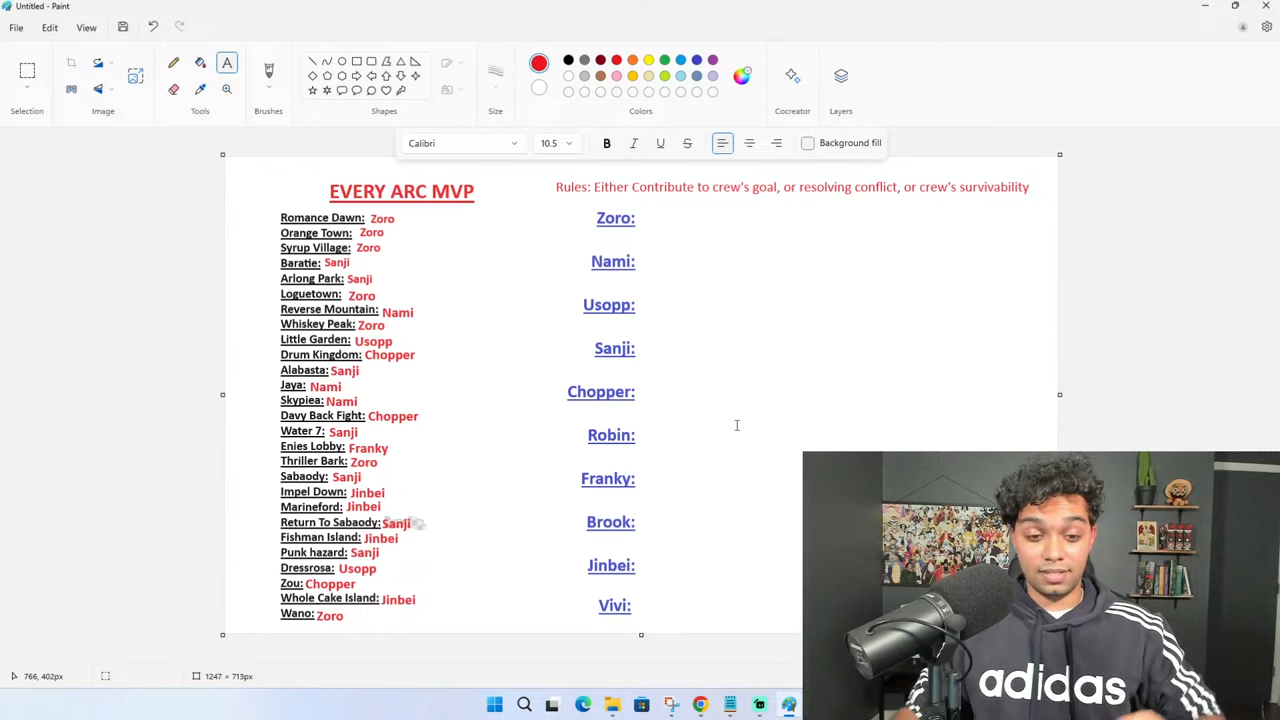 Untitled - Paint
File Edit View
Selection Image Tools Brushes Shapes Size Colors Cocreator Layers
Calibri 10.5 B I U S Background fill
EVERY ARC MVP
Romance Dawn: Zoro
Orange Town: Zoro
Syrup Village: Zoro
Baratie: Sanji
Arlong Park: Sanji
Loguetown: Zoro
Reverse Mountain: Nami
Whiskey Peak: Zoro
Little Garden: Usopp
Drum Kingdom: Chopper
Alabasta: Sanji
Jaya: Nami
Skypiea: Nami
Davy Back Fight: Chopper
Water 7: Sanji
Enies Lobby: Franky
Thriller Bark: Zoro
Sabaody: Sanji
Impel Down: Jinbei
Marineford: Jinbei
Return To Sabaody: Sanji
Fishman Island: Jinbei
Punk hazard: Sanji
Dressrosa: Usopp
Zou: Chopper
Whole Cake Island: Jinbei
Wano: Zoro
Rules: Either Contribute to crew's goal, or resolving conflict, or crew's survivability
Zoro:
Nami:
Usopp:
Sanji:
Chopper:
Robin:
Franky:
Brook:
Jinbei:
Vivi:
adidas
766, 402px
1247 × 713px